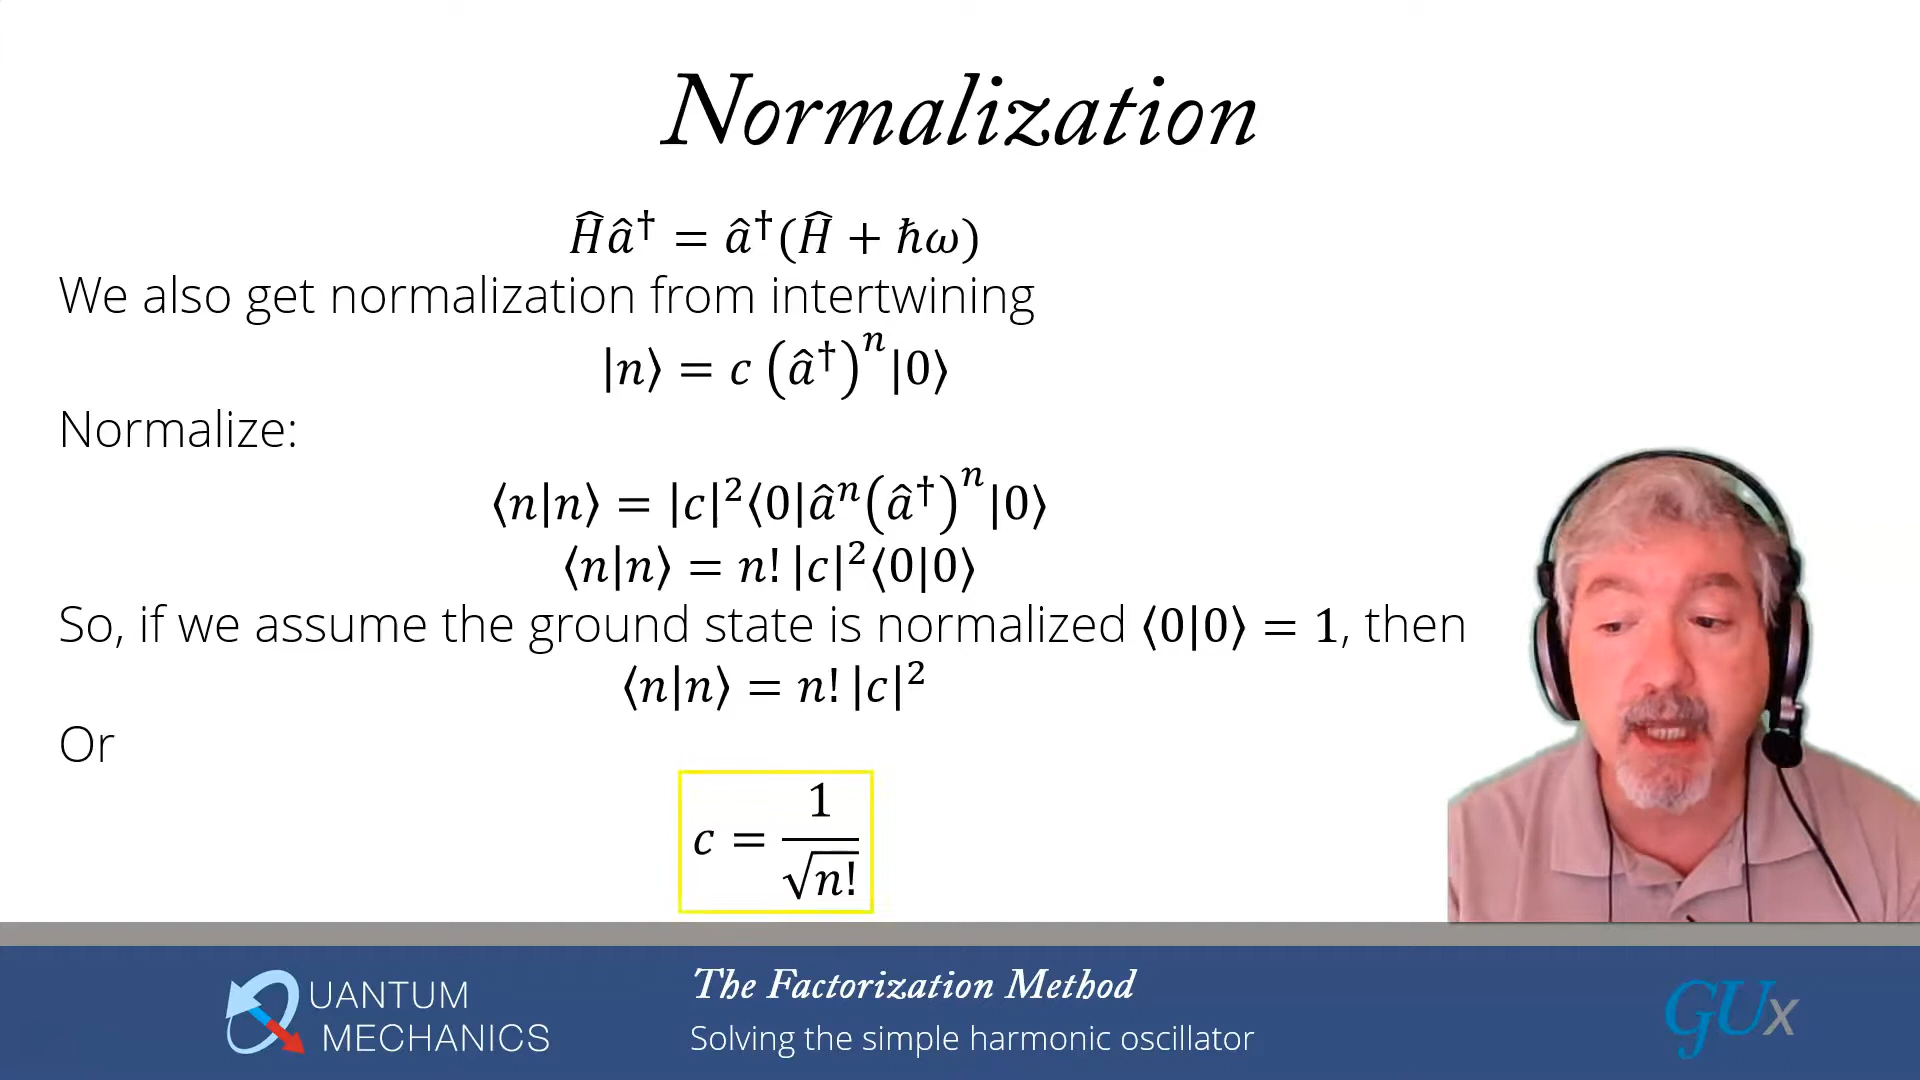 Normalization
Ĥâ† = â†(Ĥ + ħω)
We also get normalization from intertwining
|n⟩ = c (â†)ⁿ|0⟩
Normalize:
⟨n|n⟩ = |c|²⟨0|âⁿ(â†)ⁿ|0⟩
⟨n|n⟩ = n! |c|²⟨0|0⟩
So, if we assume the ground state is normalized ⟨0|0⟩ = 1, then
⟨n|n⟩ = n! |c|²
Or
c = 1/√n!
QUANTUM
MECHANICS
The Factorization Method
Solving the simple harmonic oscillator
GUx